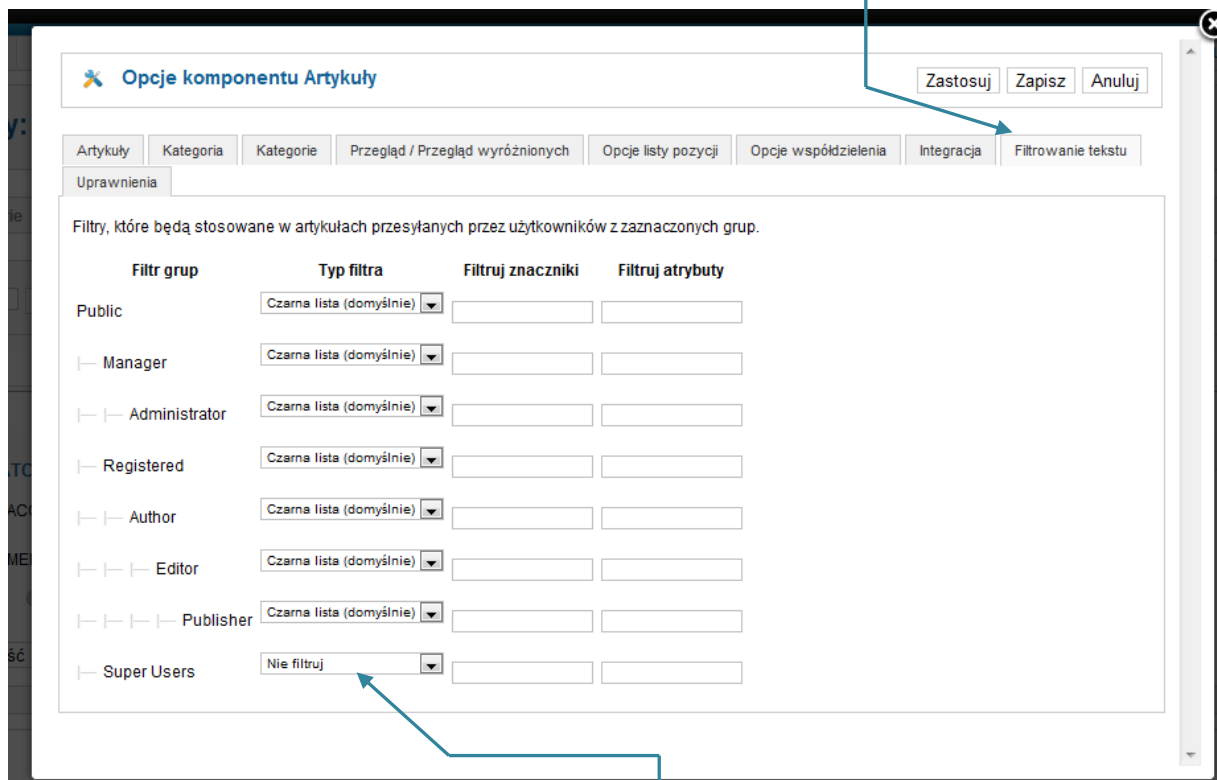 Opcje komponentu Artykuły
Zastosuj Zapisz Anuluj
Artykuły Kategoria Kategorie Przegląd / Przegląd wyróżnionych Opcje listy pozycji Opcje współdzielenia Integracja Filtrowanie tekstu
Uprawnienia
Filtry, które będą stosowane w artykułach przesyłanych przez użytkowników z zaznaczonych grup.
Filtr grup Typ filtra Filtruj znaczniki Filtruj atrybuty
Public Czarna lista (domyślnie)
Manager Czarna lista (domyślnie)
Administrator Czarna lista (domyślnie)
Registered Czarna lista (domyślnie)
Author Czarna lista (domyślnie)
Editor Czarna lista (domyślnie)
Publisher Czarna lista (domyślnie)
Super Users Nie filtruj